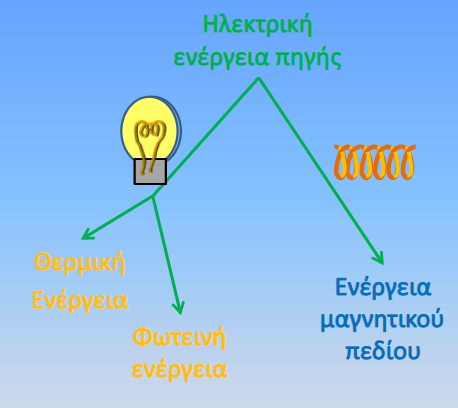 Ηλεκτρική
ενέργεια πηγής
Θερμική
Ενέργεια
Φωτεινή
ενέργεια
Ενέργεια
μαγνητικού
πεδίου